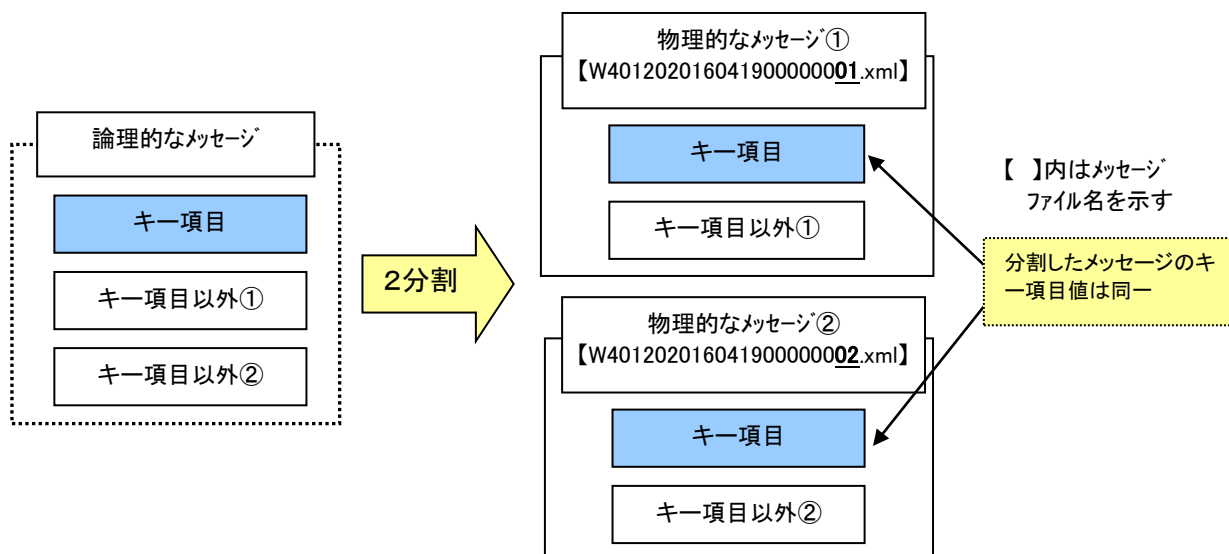 論理的なメッセージ
キー項目
キー項目以外①
キー項目以外②
2分割
物理的なメッセージ①
【W4012020160419000000001.xml】
キー項目
キー項目以外①
物理的なメッセージ②
【W4012020160419000000002.xml】
キー項目
キー項目以外②
【 】内はメッセージ
ファイル名を示す
分割したメッセージのキ
ー項目値は同一